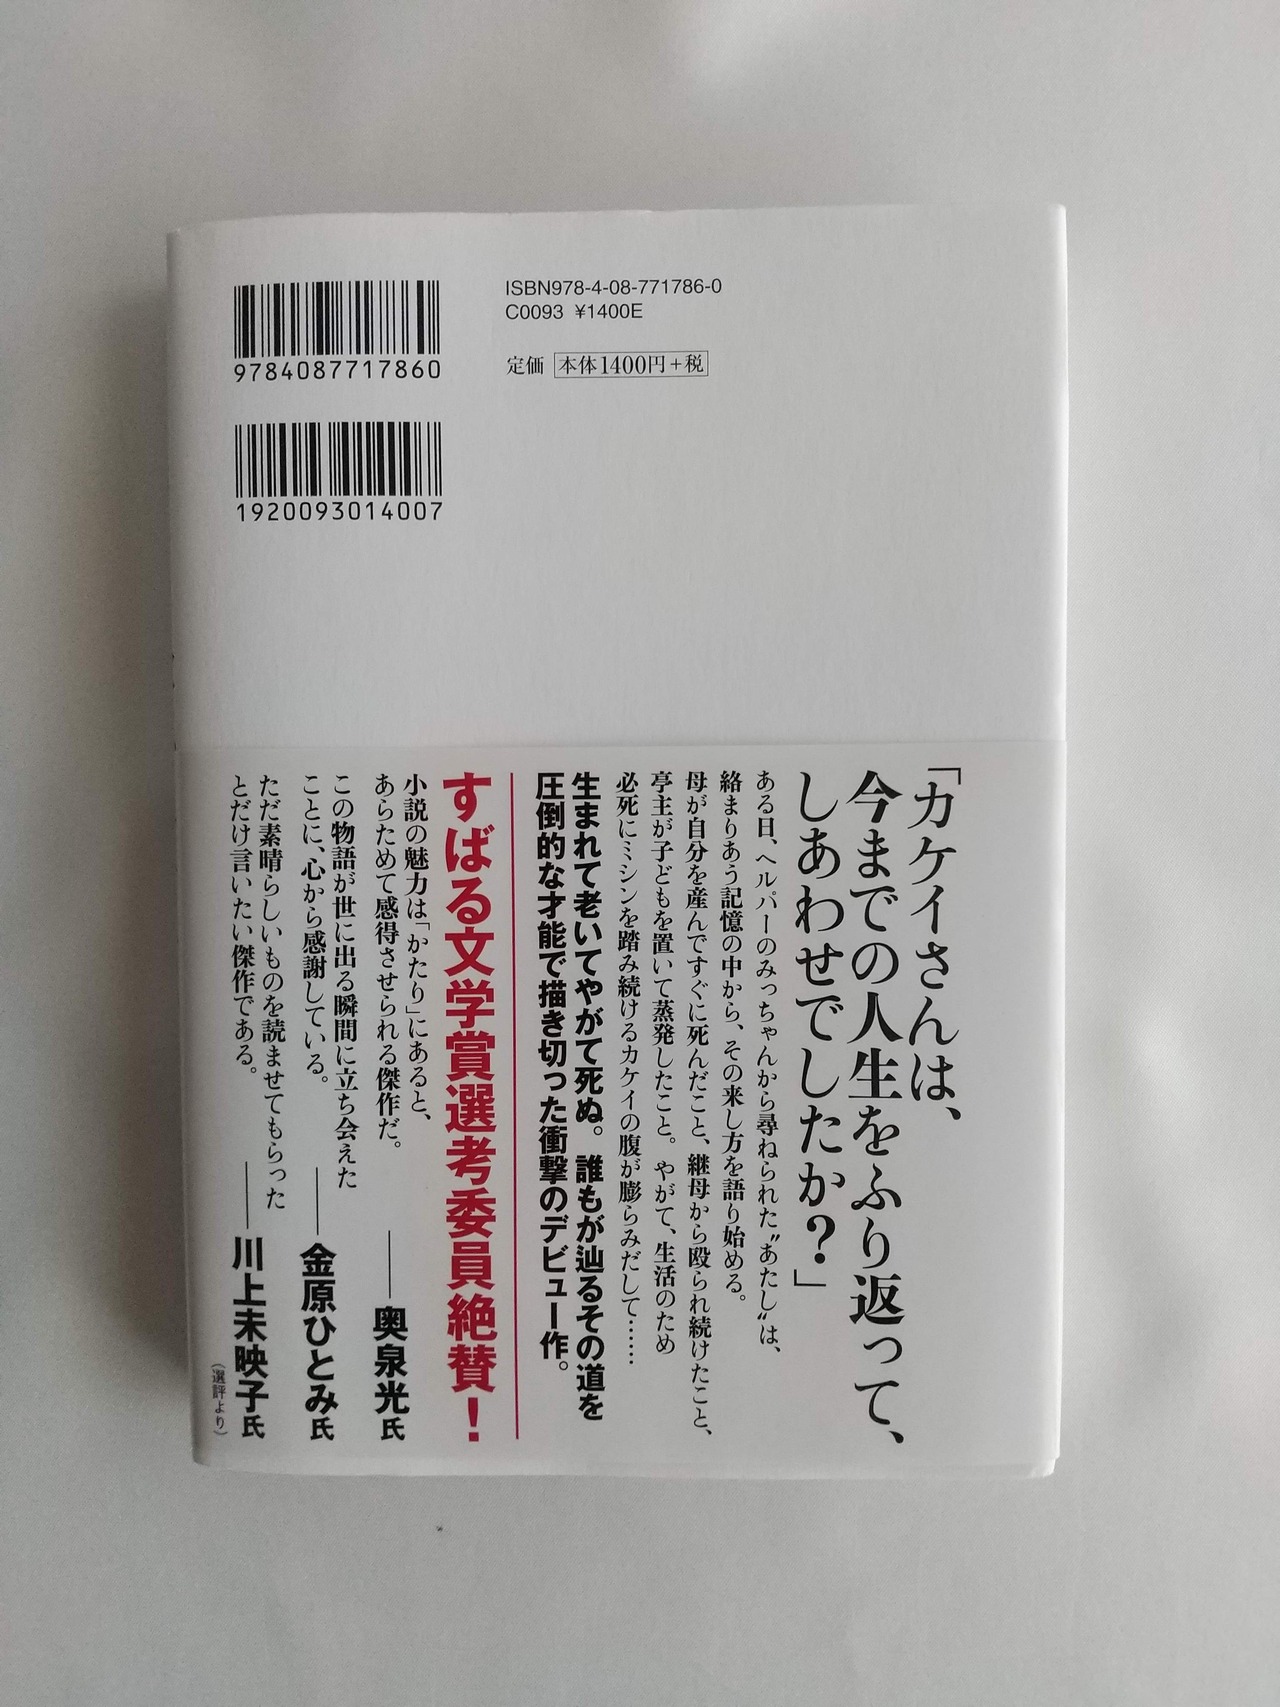 9784087717860
1920093014007
ISBN978-4-08-771786-0
C0093 ¥1400E
定価 本体1400円+税
「カケイさんは、
今までの人生をふり返って、
しあわせでしたか?」
ある日、ヘルパーのみっちゃんから尋ねられた〝あたし〟は、
絡まりあう記憶の中から、その来し方を語り始める。
母が自分を産んですぐに死んだこと、継母から殴られ続けたこと、
亭主が子どもを置いて蒸発したこと。やがて、生活のため
必死にミシンを踏み続けるカケイの腹が膨らみだして……
生まれて老いてやがて死ぬ。誰もが辿るその道を
圧倒的な才能で描き切った衝撃のデビュー作。
すばる文学賞選考委員絶賛!
小説の魅力は「かたり」にあると、
あらためて感得させられる傑作だ。
——奥泉光氏
この物語が世に出る瞬間に立ち会えた
ことに、心から感謝している。
——金原ひとみ氏
ただ素晴らしいものを読ませてもらった
とだけ言いたい傑作である。
——川上未映子氏
(選評より)